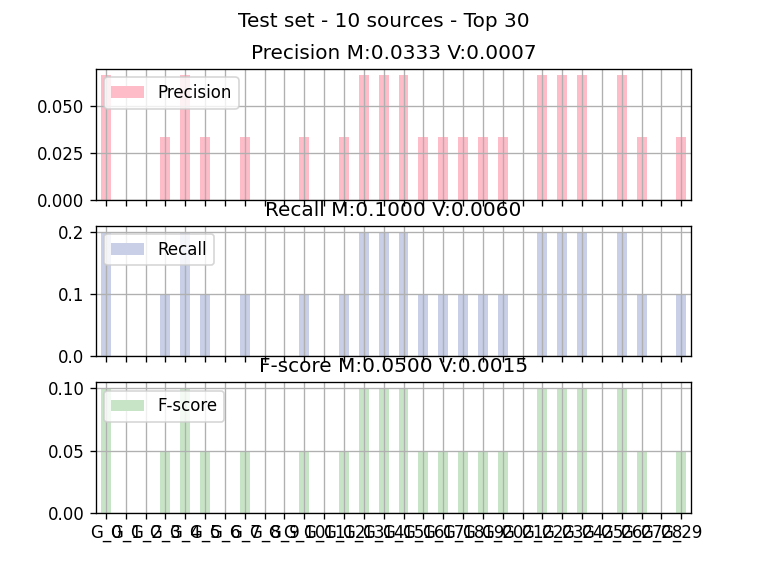 Test set - 10 sources - Top 30
Precision M:0.0333 V:0.0007
Precision
0.050
0.025
0.000
Recall M:0.1000 V:0.0060
Recall
0.2
0.1
0.0
F-score M:0.0500 V:0.0015
F-score
0.10
0.05
0.00